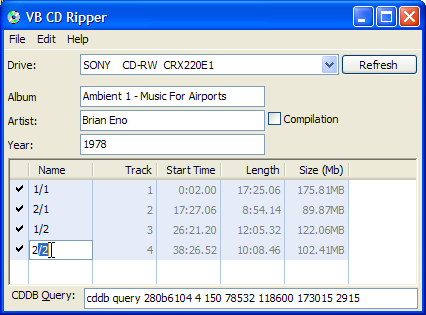 VB CD Ripper
File Edit Help
Drive: SONY CD-RW CRX220E1 Refresh
Album Ambient 1 - Music For Airports
Artist: Brian Eno Compilation
Year: 1978
Name Track Start Time Length Size (Mb)
1/1 1 0:02.00 17:25.06 175.81MB
2/1 2 17:27.06 8:54.14 89.87MB
1/2 3 26:21.20 12:05.32 122.06MB
2/2 4 38:26.52 10:08.46 102.41MB
CDDB Query: cddb query 280b6104 4 150 78532 118600 173015 2915